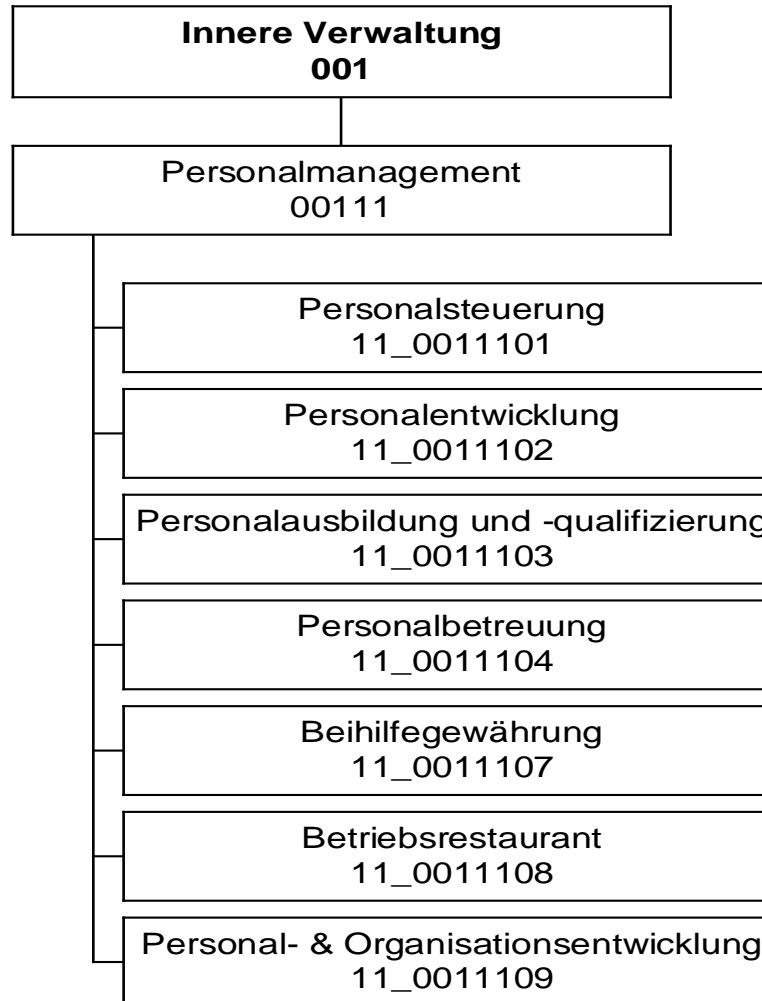 Innere Verwaltung
001
Personalmanagement
00111
Personalsteuerung
11_0011101
Personalentwicklung
11_0011102
Personalausbildung und -qualifizierung
11_0011103
Personalbetreuung
11_0011104
Beihilfegewährung
11_0011107
Betriebsrestaurant
11_0011108
Personal- & Organisationsentwicklung
11_0011109